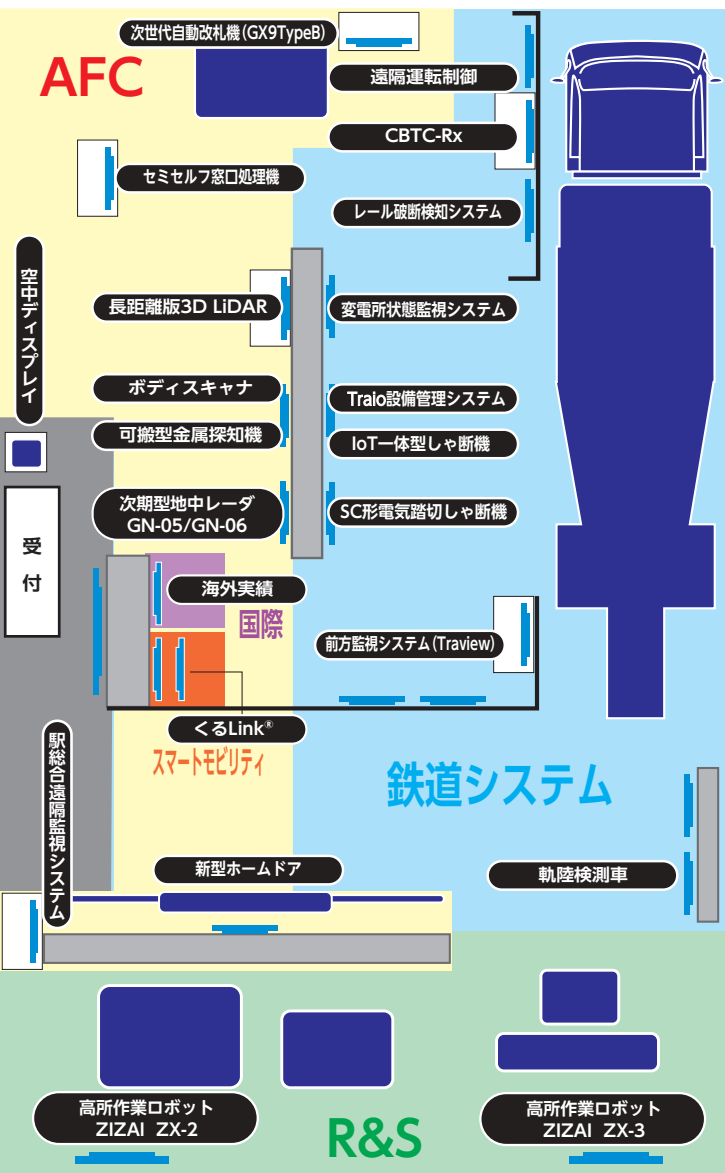 次世代自動改札機(GX9TypeB)
AFC
遠隔運転制御
CBTC-Rx
セミセルフ窓口処理機
レール破断検知システム
空中ディスプレイ
長距離版3D LiDAR
変電所状態監視システム
ボディスキャナ
Traio設備管理システム
可搬型金属探知機
IoT一体型しゃ断機
次期型地中レーダ
GN-05/GN-06
SC形電気踏切しゃ断機
受付
海外実績
国際
前方監視システム(Traview)
くるLink®
スマートモビリティ
鉄道システム
駅総合遠隔監視システム
新型ホームドア
軌陸検測車
高所作業ロボット
ZIZAI ZX-2
R&S
高所作業ロボット
ZIZAI ZX-3